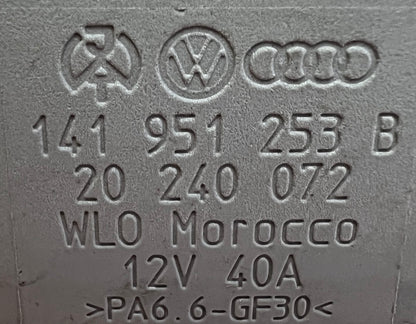 141 951 253 B
20 240 072
WLO Morocco
12V 40A
>PA6.6-GF30<